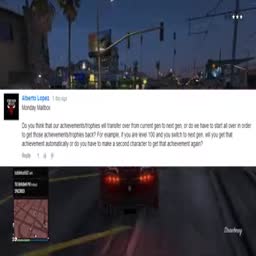 Alberto Lopez 1 day ago
Monday Mailbox
Do you think that our achievements/trophies will transfer over from current gen to next gen, or do we have to start all over in order
to get those achievements/trophies back? For example, if you are level 100 and you switch to next gen, will you get that
achievement automatically or do you have to make a second character to get that achievement again?
Reply